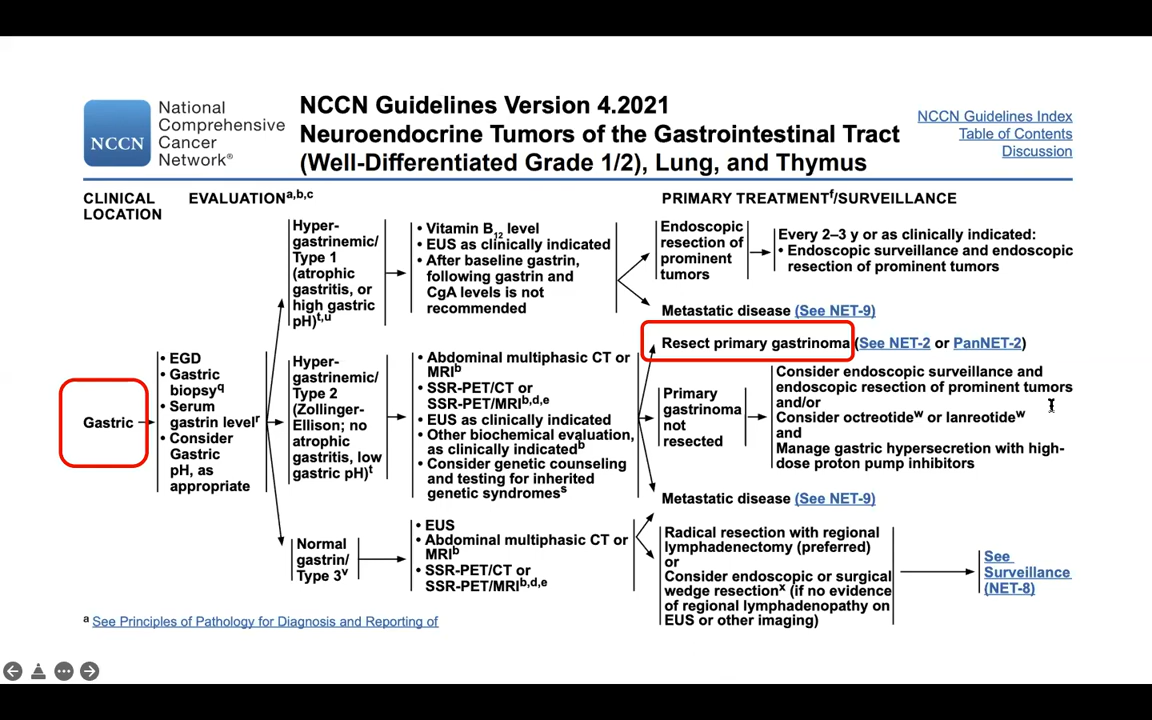 NCCN
National
Comprehensive
Cancer
Network®
NCCN Guidelines Version 4.2021
Neuroendocrine Tumors of the Gastrointestinal Tract
(Well-Differentiated Grade 1/2), Lung, and Thymus
NCCN Guidelines Index
Table of Contents
Discussion
CLINICAL
LOCATION
EVALUATIONa,b,c
PRIMARY TREATMENTf/SURVEILLANCE
Gastric
• EGD
• Gastric
biopsyq
• Serum
gastrin levelr
• Consider
Gastric
pH, as
appropriate
Hyper-
gastrinemic/
Type 1
(atrophic
gastritis, or
high gastric
pH)t,u
• Vitamin B12 level
• EUS as clinically indicated
• After baseline gastrin,
following gastrin and
CgA levels is not
recommended
Endoscopic
resection of
prominent
tumors
Every 2–3 y or as clinically indicated:
• Endoscopic surveillance and endoscopic
resection of prominent tumors
Metastatic disease (See NET-9)
Hyper-
gastrinemic/
Type 2
(Zollinger-
Ellison; no
atrophic
gastritis, low
gastric pH)t
• Abdominal multiphasic CT or
MRIb
• SSR-PET/CT or
SSR-PET/MRIb,d,e
• EUS as clinically indicated
• Other biochemical evaluation,
as clinically indicatedb
• Consider genetic counseling
and testing for inherited
genetic syndromess
Resect primary gastrinoma (See NET-2 or PanNET-2)
Primary
gastrinoma
not
resected
Consider endoscopic surveillance and
endoscopic resection of prominent tumors
and/or
Consider octreotidew or lanreotidew
and
Manage gastric hypersecretion with high-
dose proton pump inhibitors
Metastatic disease (See NET-9)
Normal
gastrin/
Type 3v
• EUS
• Abdominal multiphasic CT or
MRIb
• SSR-PET/CT or
SSR-PET/MRIb,d,e
Radical resection with regional
lymphadenectomy (preferred)
or
Consider endoscopic or surgical
wedge resectionx (if no evidence
of regional lymphadenopathy on
EUS or other imaging)
See
Surveillance
(NET-8)
a See Principles of Pathology for Diagnosis and Reporting of